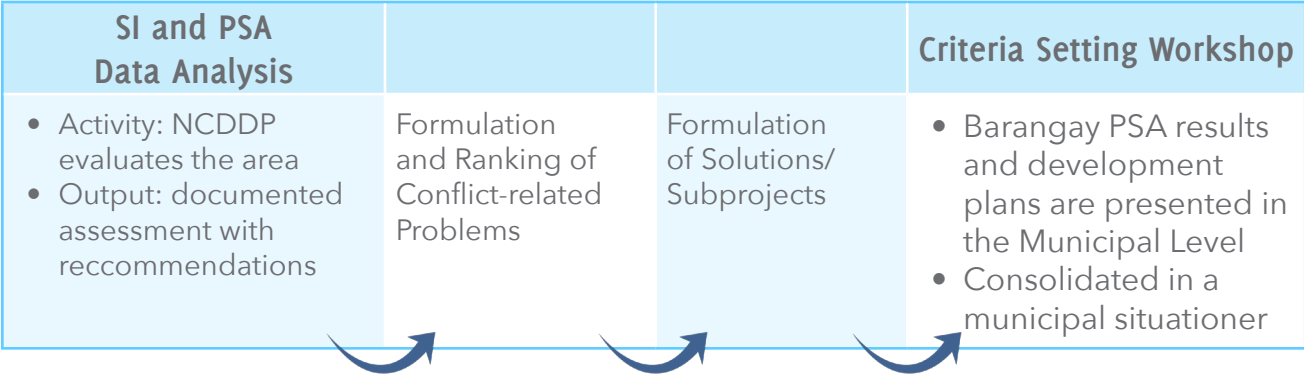 SI and PSA
Data Analysis
• Activity: NCDDP
evaluates the area
• Output: documented
assessment with
reccommendations
Formulation
and Ranking of
Conflict-related
Problems
Formulation
of Solutions/
Subprojects
Criteria Setting Workshop
• Barangay PSA results
and development
plans are presented in
the Municipal Level
• Consolidated in a
municipal situationer